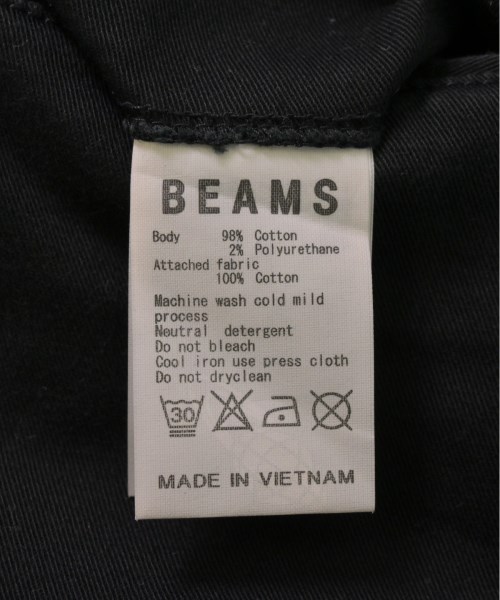 BEAMS
Body 98% Cotton
2% Polyurethane
Attached fabric
100% Cotton
Machine wash cold mild
process
Neutral detergent
Do not bleach
Cool iron use press cloth
Do not dryclean
30
MADE IN VIETNAM